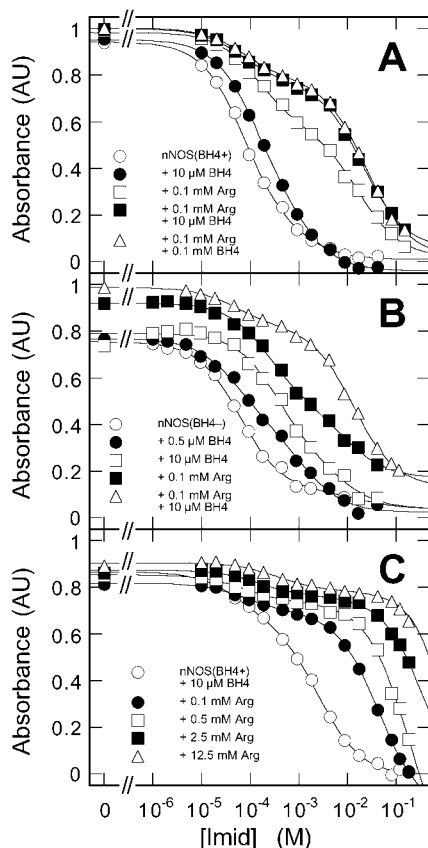 A
Absorbance (AU)
1
0.8
0.6
0.4
0.2
0
//
//
nNOS(BH4+)
+ 10 µM BH4
+ 0.1 mM Arg
+ 0.1 mM Arg
+ 10 µM BH4
+ 0.1 mM Arg
+ 0.1 mM BH4
B
Absorbance (AU)
1
0.8
0.6
0.4
0.2
0
//
nNOS(BH4–)
+ 0.5 µM BH4
+ 10 µM BH4
+ 0.1 mM Arg
+ 0.1 mM Arg
+ 10 µM BH4
//
C
Absorbance (AU)
1
0.8
0.6
0.4
0.2
0
//
nNOS(BH4+)
+ 10 µM BH4
+ 0.1 mM Arg
+ 0.5 mM Arg
+ 2.5 mM Arg
+ 12.5 mM Arg
//
0 10⁻⁶ 10⁻⁵ 10⁻⁴ 10⁻³ 10⁻² 10⁻¹
[Imid] (M)